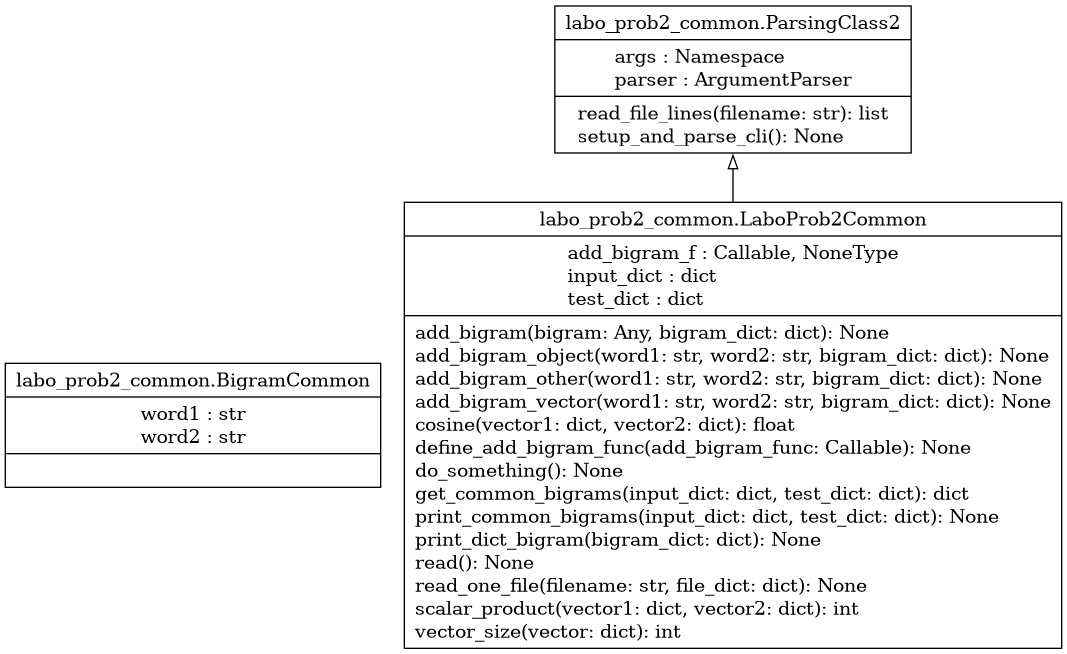 labo_prob2_common.ParsingClass2
args : Namespace
parser : ArgumentParser
read_file_lines(filename: str): list
setup_and_parse_cli(): None
labo_prob2_common.LaboProb2Common
add_bigram_f : Callable, NoneType
input_dict : dict
test_dict : dict
add_bigram(bigram: Any, bigram_dict: dict): None
add_bigram_object(word1: str, word2: str, bigram_dict: dict): None
add_bigram_other(word1: str, word2: str, bigram_dict: dict): None
add_bigram_vector(word1: str, word2: str, bigram_dict: dict): None
cosine(vector1: dict, vector2: dict): float
define_add_bigram_func(add_bigram_func: Callable): None
do_something(): None
get_common_bigrams(input_dict: dict, test_dict: dict): dict
print_common_bigrams(input_dict: dict, test_dict: dict): None
print_dict_bigram(bigram_dict: dict): None
read(): None
read_one_file(filename: str, file_dict: dict): None
scalar_product(vector1: dict, vector2: dict): int
vector_size(vector: dict): int
labo_prob2_common.BigramCommon
word1 : str
word2 : str